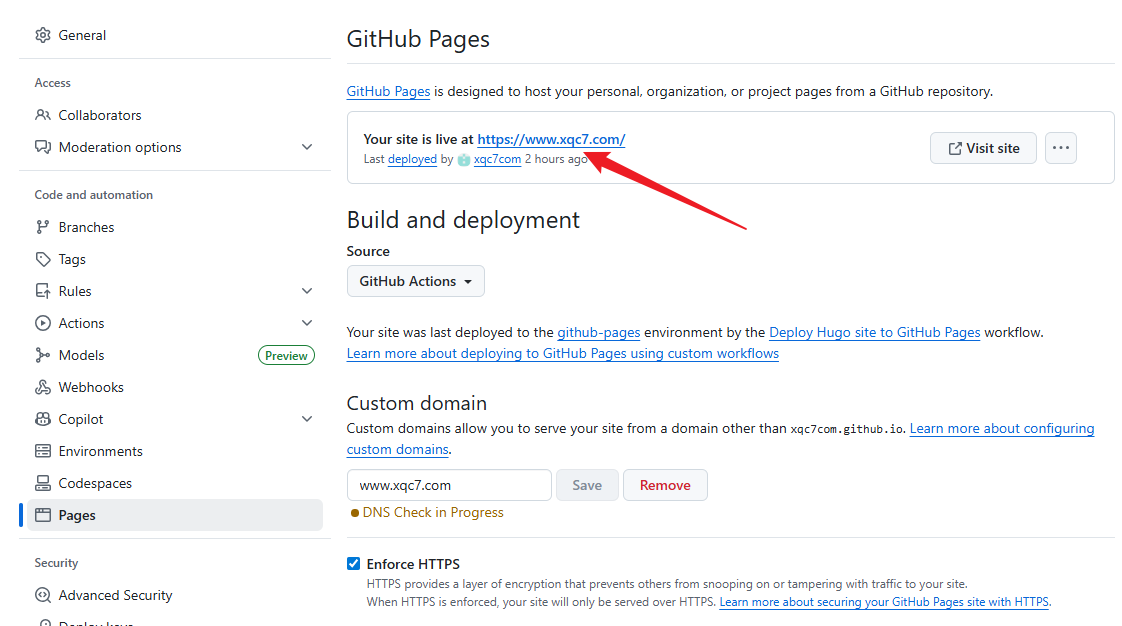 General
Access
Collaborators
Moderation options
Code and automation
Branches
Tags
Rules
Actions
Models Preview
Webhooks
Copilot
Environments
Codespaces
Pages
Security
Advanced Security
Deploy keys
GitHub Pages
GitHub Pages is designed to host your personal, organization, or project pages from a GitHub repository.
Your site is live at https://www.xqc7.com/
Last deployed by xqc7com 2 hours ago
Visit site
Build and deployment
Source
GitHub Actions
Your site was last deployed to the github-pages environment by the Deploy Hugo site to GitHub Pages workflow.
Learn more about deploying to GitHub Pages using custom workflows
Custom domain
Custom domains allow you to serve your site from a domain other than xqc7com.github.io. Learn more about configuring
custom domains.
www.xqc7.com Save Remove
DNS Check in Progress
Enforce HTTPS
HTTPS provides a layer of encryption that prevents others from snooping on or tampering with traffic to your site.
When HTTPS is enforced, your site will only be served over HTTPS. Learn more about securing your GitHub Pages site with HTTPS.